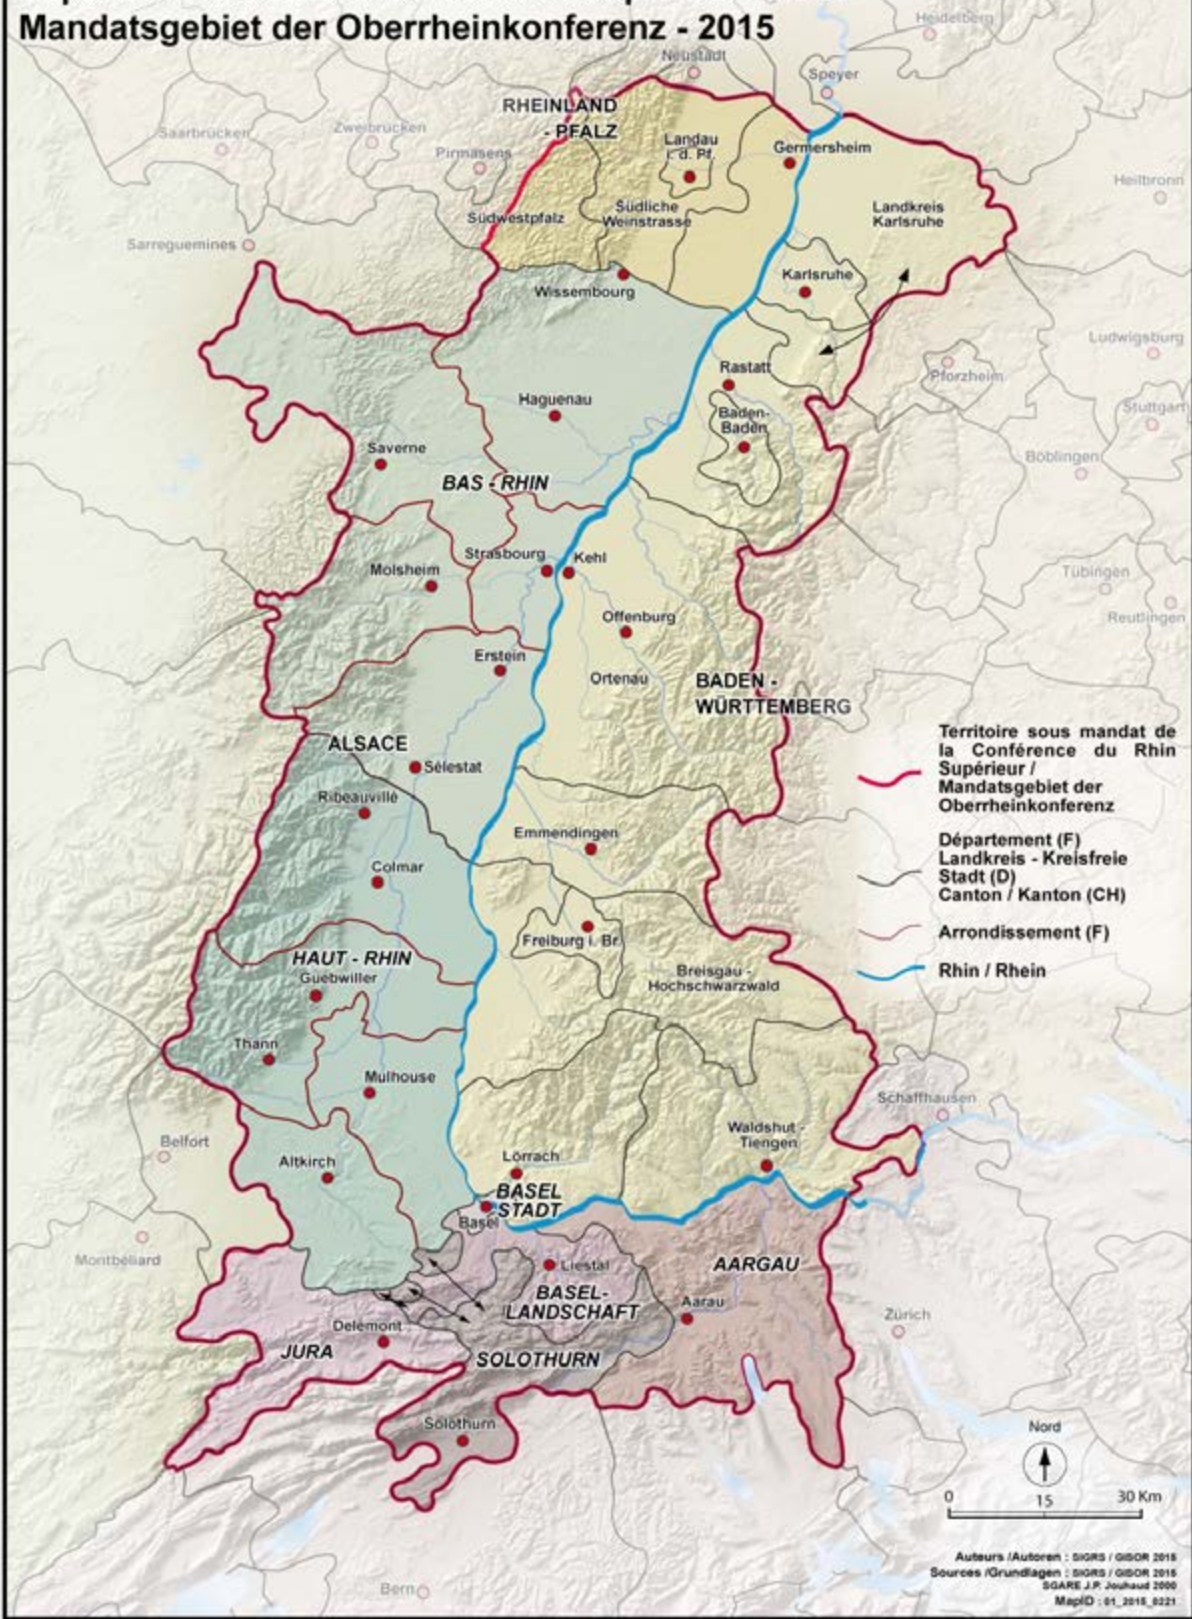 Mandatsgebiet der Oberrheinkonferenz - 2015
Heidelberg
Neustadt
Speyer
RHEINLAND
- PFALZ
Saarbrücken
Zweibrücken
Pirmasens
Landau
i. d. Pf.
Germersheim
Heilbronn
Südwestpfalz
Südliche
Weinstrasse
Landkreis
Karlsruhe
Sarreguemines
Karlsruhe
Wissembourg
Ludwigsburg
Rastatt
Pforzheim
Haguenau
Baden-
Baden
Stuttgart
Saverne
Böblingen
BAS - RHIN
Strasbourg
Kehl
Molsheim
Tübingen
Offenburg
Reutlingen
Erstein
Ortenau
BADEN -
WÜRTTEMBERG
ALSACE
Sélestat
Ribeauvillé
Territoire sous mandat de
la Conférence du Rhin
Supérieur /
Mandatsgebiet der
Oberrheinkonferenz
Emmendingen
Département (F)
Landkreis - Kreisfreie
Stadt (D)
Canton / Kanton (CH)
Colmar
Freiburg i. Br.
Arrondissement (F)
HAUT - RHIN
Guebwiller
Breisgau -
Hochschwarzwald
Rhin / Rhein
Thann
Mulhouse
Schaffhausen
Belfort
Waldshut -
Tiengen
Altkirch
Lörrach
BASEL
STADT
Basel
Montbéliard
Liestal
AARGAU
BASEL-
LANDSCHAFT
Aarau
Zürich
Delémont
JURA
SOLOTHURN
Solothurn
Nord
0
15
30 Km
Auteurs /Autoren : SIGRS / GISOR 2015
Sources /Grundlagen : SIGRS / GISOR 2015
SGARE J.P. Jouhaud 2000
MapID : 01_2015_0221
Bern